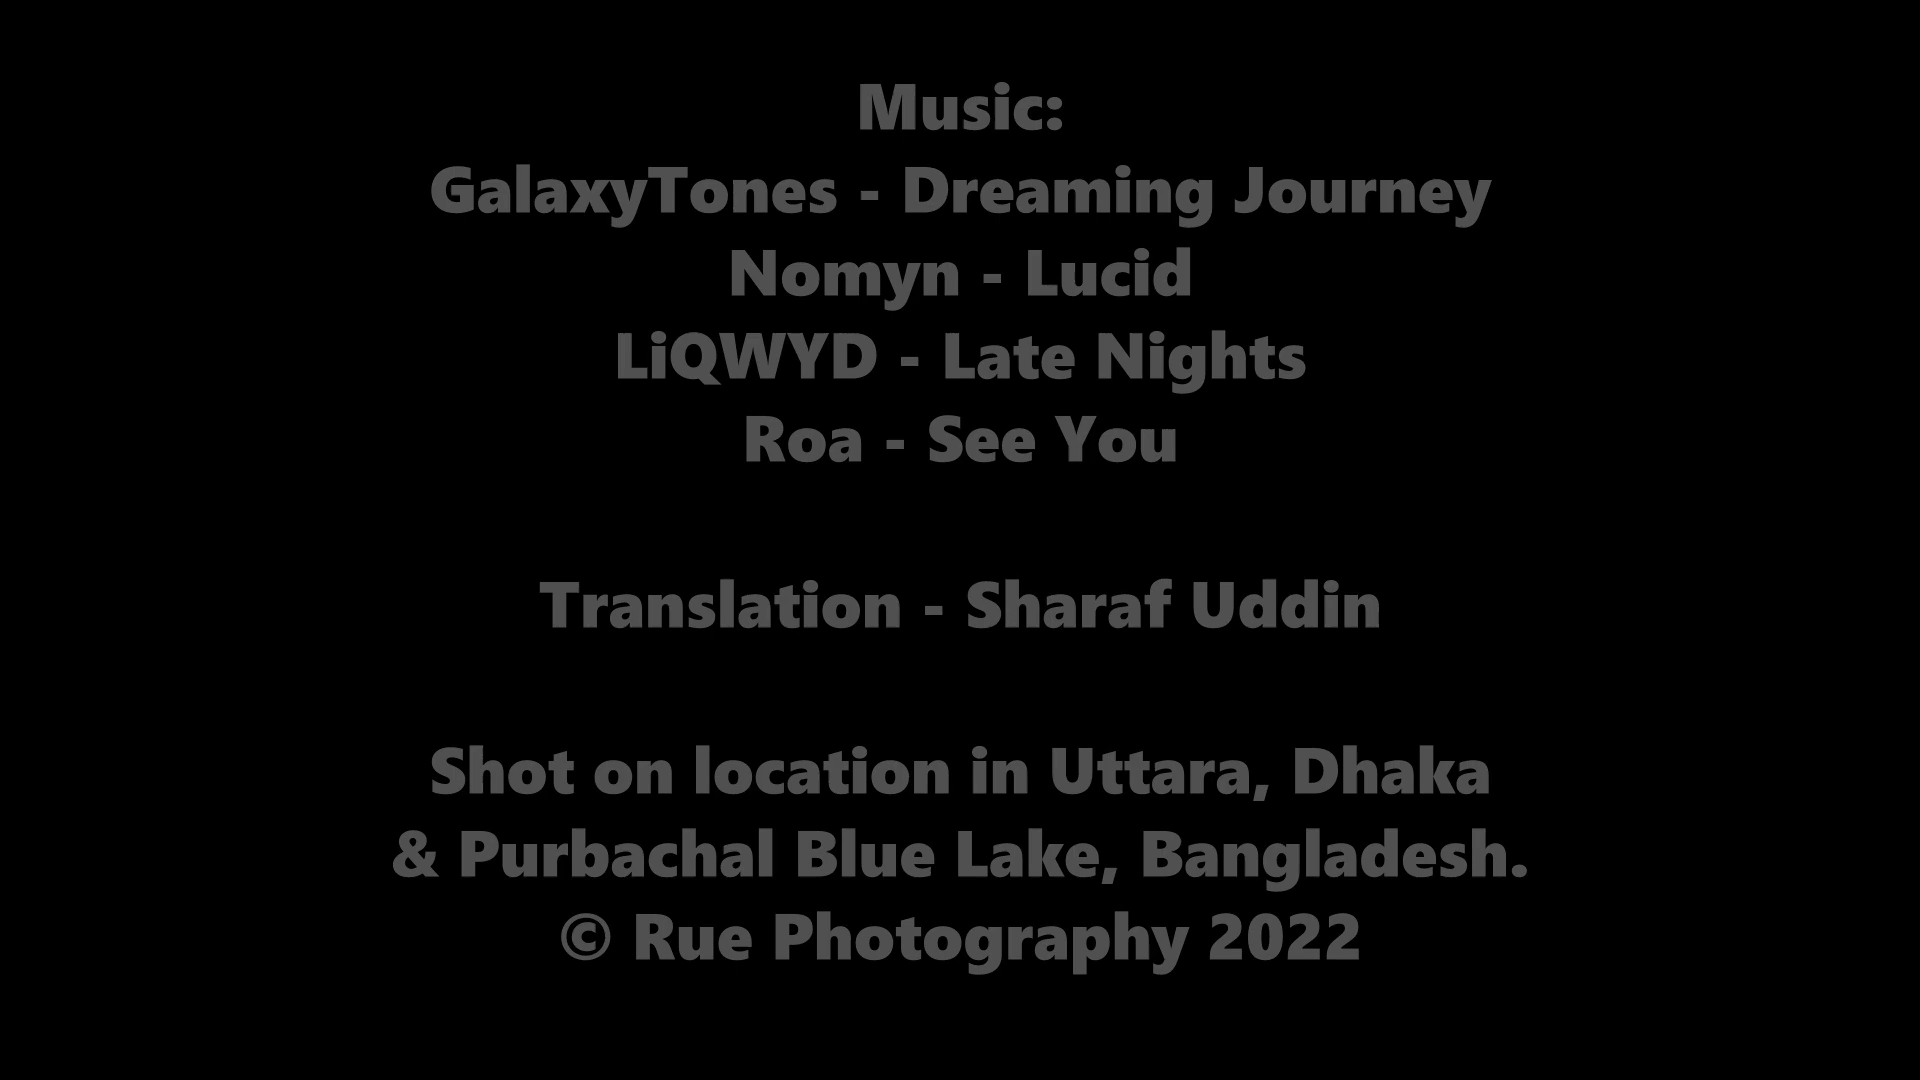 Music:
GalaxyTones - Dreaming Journey
Nomyn - Lucid
LiQWYD - Late Nights
Roa - See You
Translation - Sharaf Uddin
Shot on location in Uttara, Dhaka
& Purbachal Blue Lake, Bangladesh.
© Rue Photography 2022